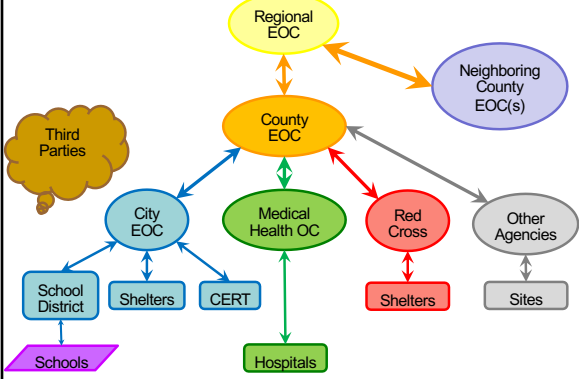 Regional
EOC
Neighboring
County
EOC(s)
County
EOC
Third
Parties
City
EOC
Medical
Health OC
Red
Cross
Other
Agencies
School
District
Shelters
CERT
Shelters
Sites
Schools
Hospitals